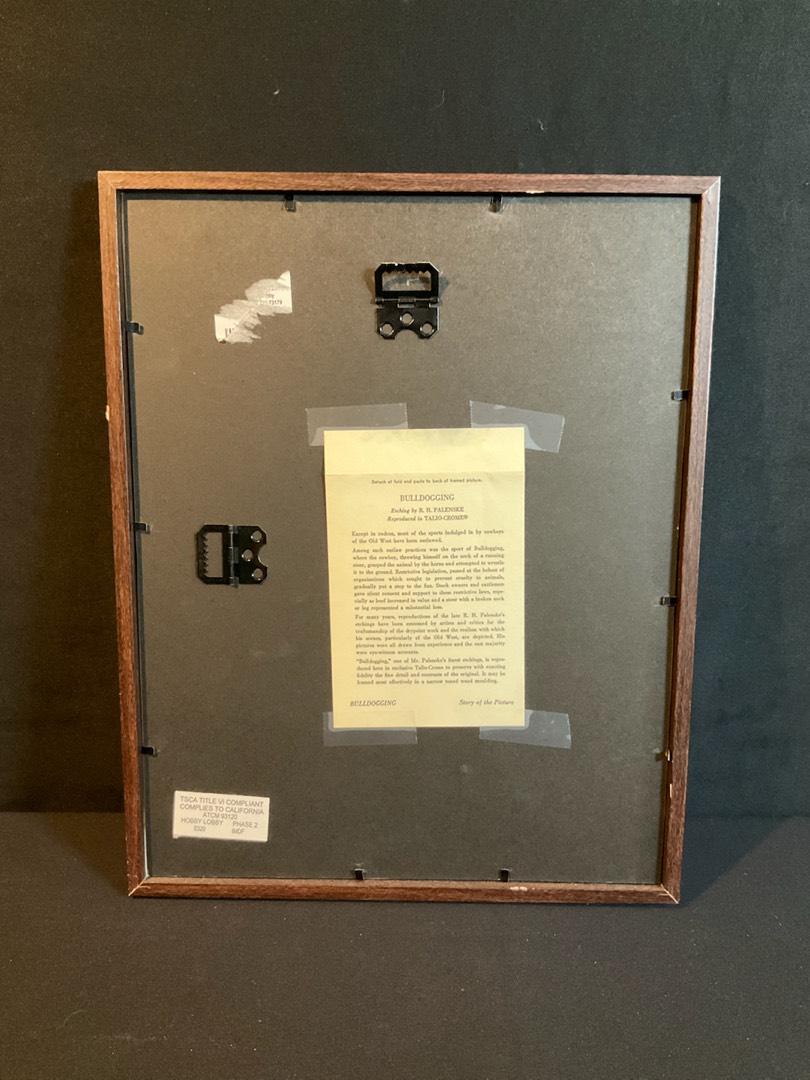 73179
Detach at fold and paste to back of framed picture.
BULLDOGGING
Etching by R. H. PALENSKE
Reproduced in TALIO-CROME®
Except in rodeos, most of the sports indulged in by cowboys
of the Old West have been outlawed.
Among such outlaw practices was the sport of Bulldogging,
where the cowboy, throwing himself on the neck of a running
steer, grasped the animal by the horns and attempted to wrestle
it to the ground. Restrictive legislation, passed at the behest of
organizations which sought to prevent cruelty to animals,
gradually put a stop to the fun. Stock owners and cattlemen
gave silent consent and support to these restrictive laws, espe-
cially as beef increased in value and a steer with a broken neck
or leg represented a substantial loss.
For many years, reproductions of the late R. H. Palenske's
etchings have been esteemed by artists and critics for the
craftsmanship of the drypoint work and the realism with which
his scenes, particularly of the Old West, are depicted. His
pictures were all drawn from experience and the vast majority
were eye-witness accounts.
"Bulldogging," one of Mr. Palenske's finest etchings, is repro-
duced here in exclusive Talio-Crome to preserve with exacting
fidelity the fine detail and contrasts of the original. It may be
framed most effectively in a narrow toned wood moulding.
BULLDOGGING Story of the Picture
TSCA TITLE VI COMPLIANT
COMPLIES TO CALIFORNIA
ATCM 93120
HOBBY LOBBY PHASE 2
0320 MDF